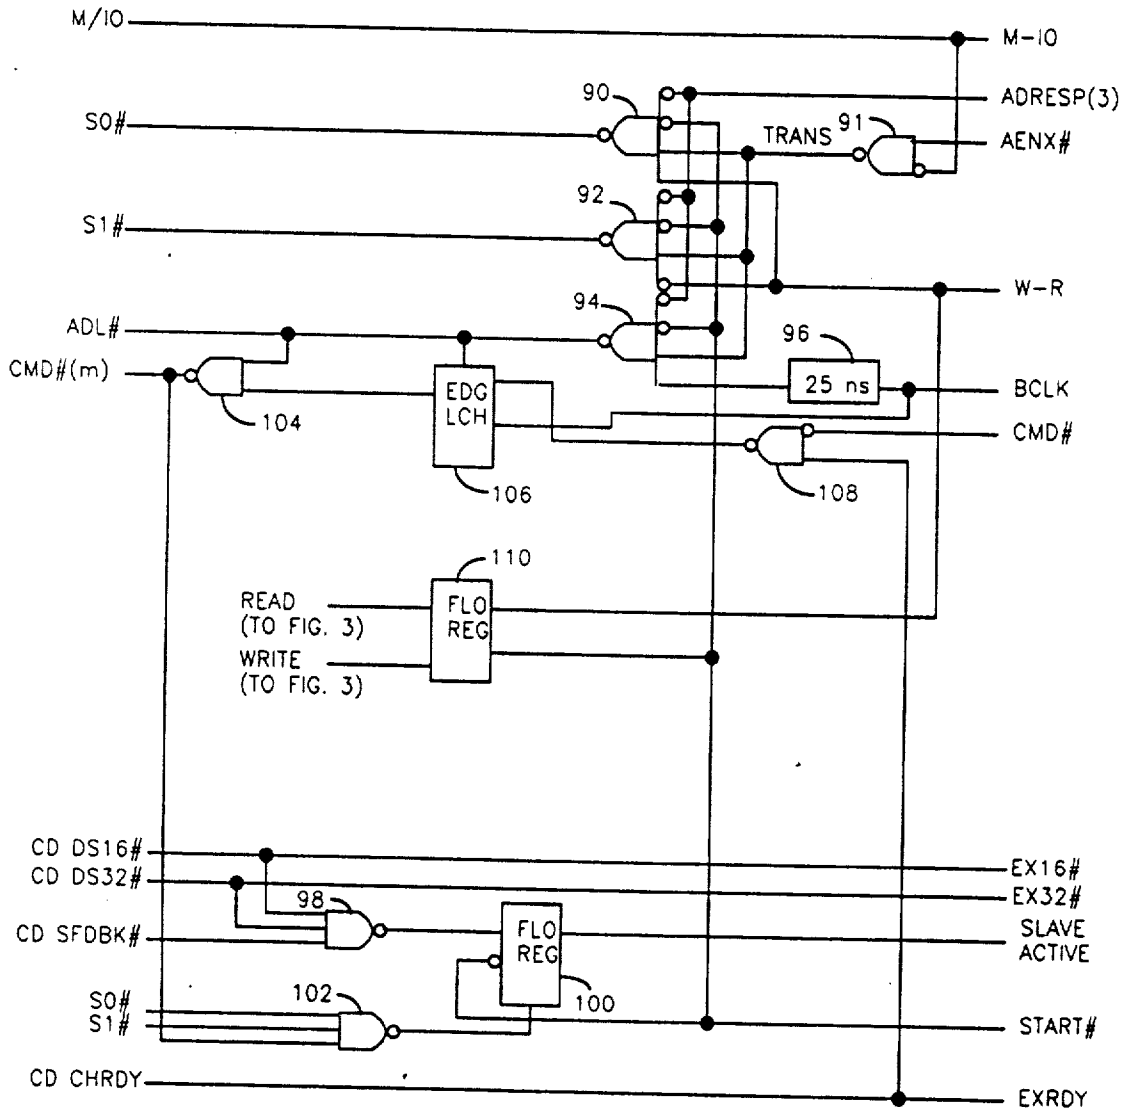 M/IO
M-IO
90
ADRESP(3)
S0#
TRANS
91
AENX#
92
S1#
W-R
94
ADL#
96
CMD#(m)
25 ns
BCLK
EDG
LCH
104
CMD#
106
108
110
READ
(TO FIG. 3)
FLO
REG
WRITE
(TO FIG. 3)
CD DS16#
EX16#
CD DS32#
EX32#
98
CD SFDBK#
FLO
REG
SLAVE
ACTIVE
100
S0#
S1#
102
START#
CD CHRDY
EXRDY